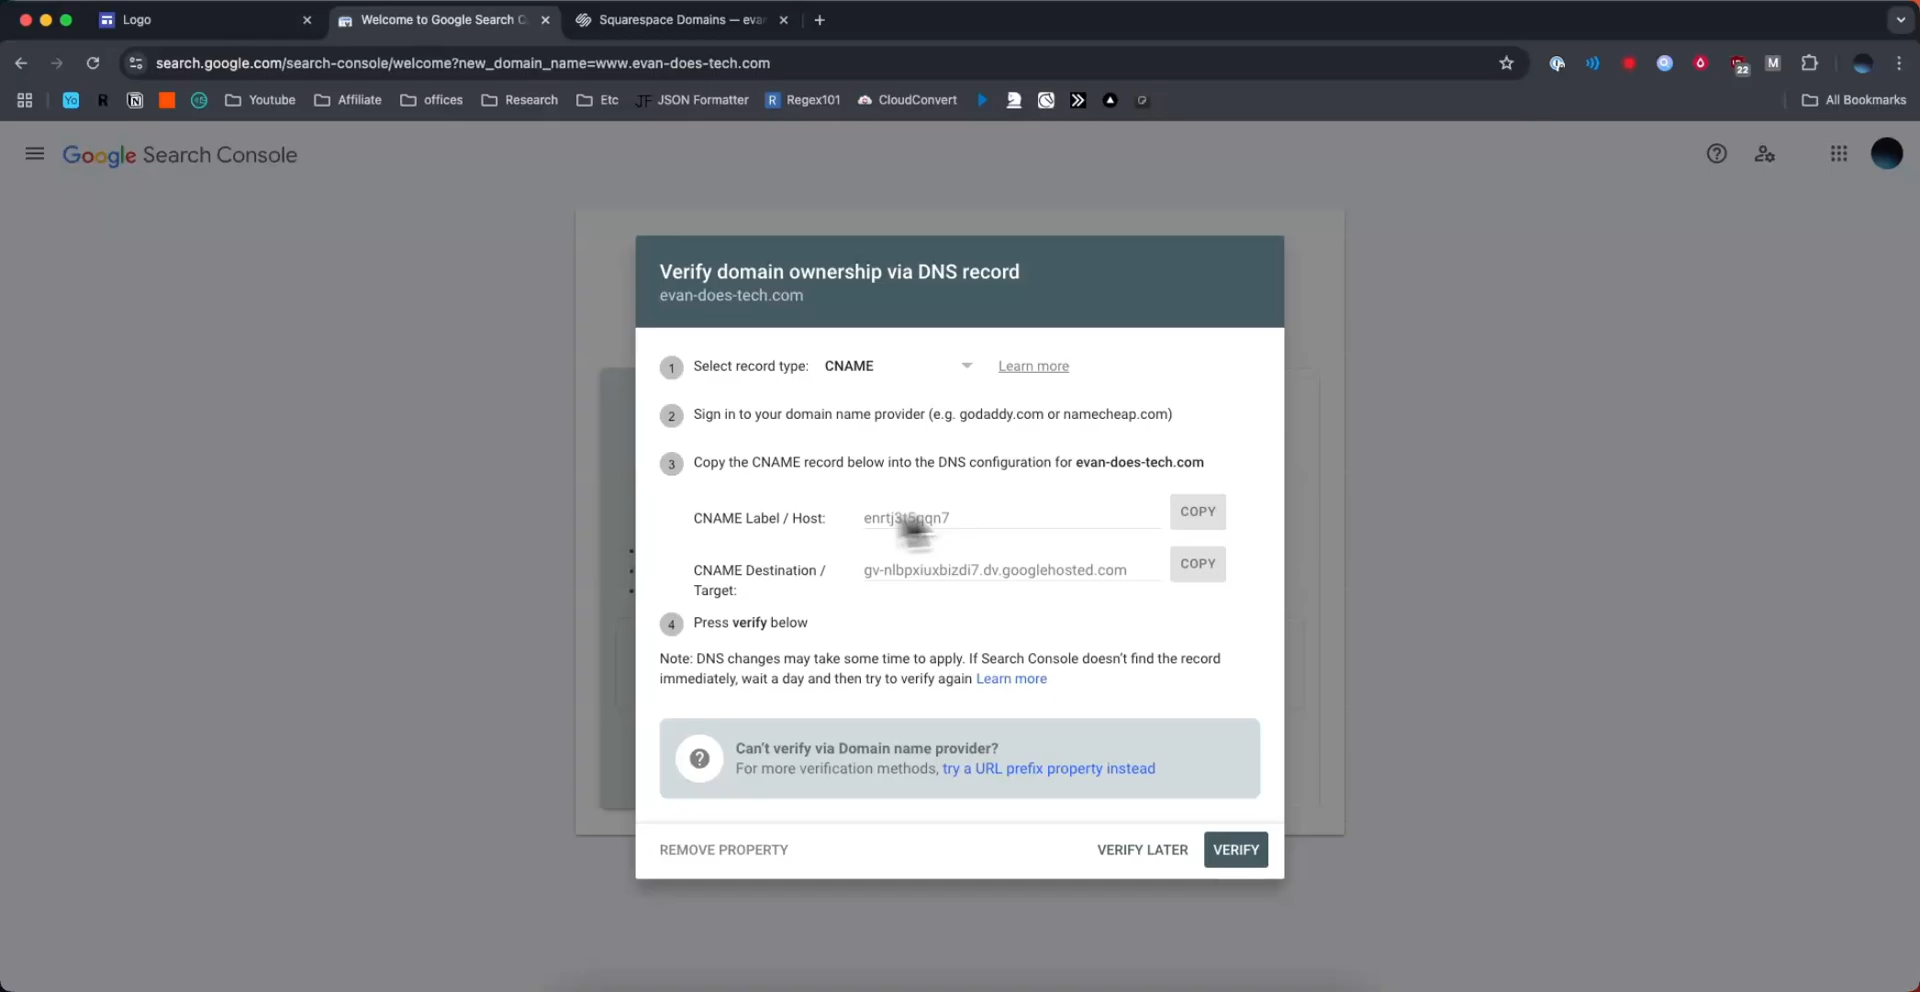 Logo
Welcome to Google Search C
Squarespace Domains — evan
search.google.com/search-console/welcome?new_domain_name=www.evan-does-tech.com
22
M
Yo
R
Youtube
Affiliate
offices
Research
Etc
JF JSON Formatter
R Regex101
CloudConvert
All Bookmarks
Google Search Console
Verify domain ownership via DNS record
evan-does-tech.com
1 Select record type: CNAME Learn more
2 Sign in to your domain name provider (e.g. godaddy.com or namecheap.com)
3 Copy the CNAME record below into the DNS configuration for evan-does-tech.com
CNAME Label / Host:
COPY
CNAME Destination /
Target:
gv-nlbpxiuxbizdi7.dv.googlehosted.com
COPY
4 Press verify below
Note: DNS changes may take some time to apply. If Search Console doesn't find the record
immediately, wait a day and then try to verify again Learn more
Can't verify via Domain name provider?
For more verification methods, try a URL prefix property instead
REMOVE PROPERTY
VERIFY LATER
VERIFY